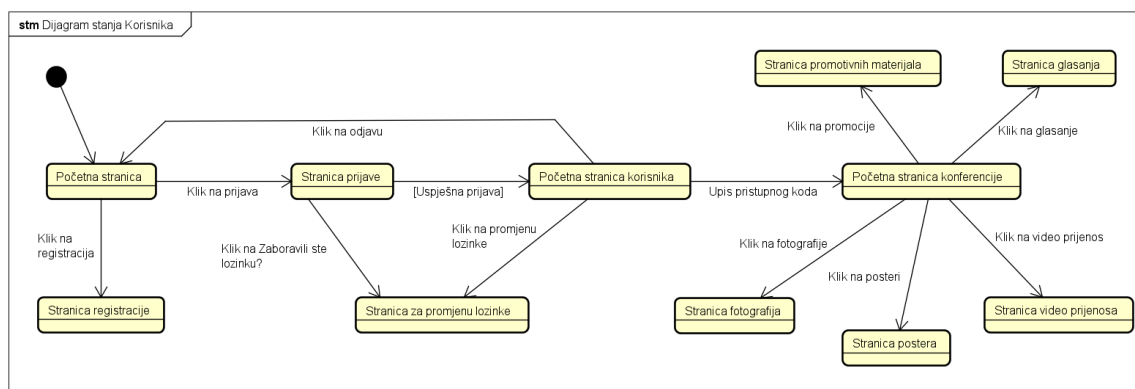 stm Dijagram stanja Korisnika
Stranica promotivnih materijala
Stranica glasanja
Klik na odjavu
Klik na promocije
Klik na glasanje
Početna stranica
Klik na prijava
Stranica prijave
[Uspješna prijava]
Početna stranica korisnika
Upis pristupnog koda
Početna stranica konferencije
Klik na
registracija
Klik na Zaboravili ste
lozinku?
Klik na promjenu
lozinke
Klik na fotografije
Klik na posteri
Klik na video prijenos
Stranica registracije
Stranica za promjenu lozinke
Stranica fotografija
Stranica postera
Stranica video prijenosa